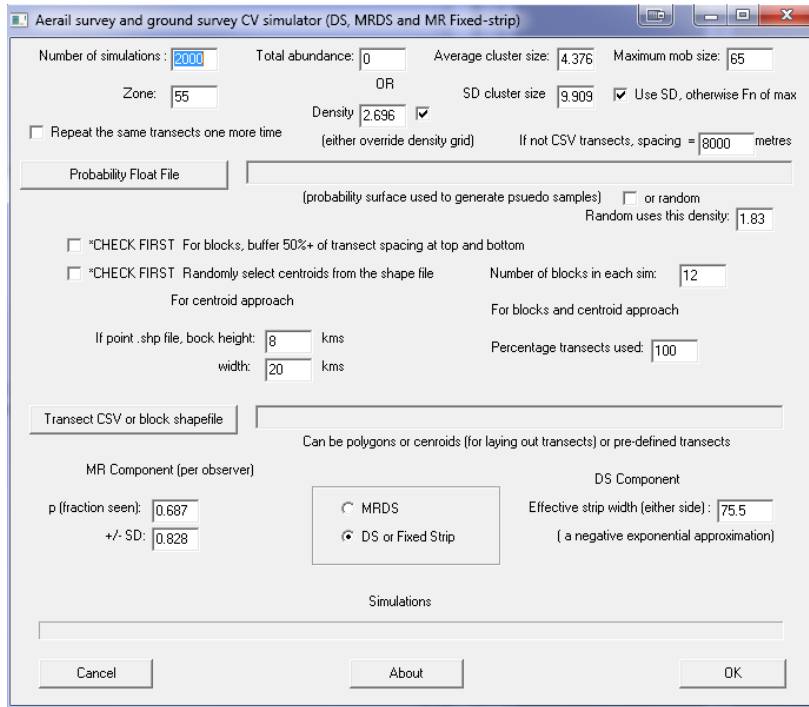 Aerail survey and ground survey CV simulator (DS, MRDS and MR Fixed-strip)
Number of simulations : 2000 Total abundance: 0 Average cluster size: 4.376 Maximum mob size: 65
OR
Zone: 55 SD cluster size 9.909 Use SD, otherwise Fn of max
Density 2.696
Repeat the same transects one more time (either override density grid) If not CSV transects, spacing = 8000 metres
Probability Float File
(probability surface used to generate psuedo samples) or random
Random uses this density: 1.83
*CHECK FIRST For blocks, buffer 50%+ of transect spacing at top and bottom
*CHECK FIRST Randomly select centroids from the shape file Number of blocks in each sim: 12
For centroid approach
For blocks and centroid approach
If point .shp file, bock height: 8 kms
Percentage transects used: 100
width: 20 kms
Transect CSV or block shapefile
Can be polygons or cenroids (for laying out transects) or pre-defined transects
MR Component (per observer)
DS Component
p (fraction seen): 0.687 MRDS Effective strip width (either side) : 75.5
+/- SD: 0.828 DS or Fixed Strip ( a negative exponential approximation)
Simulations
Cancel About OK